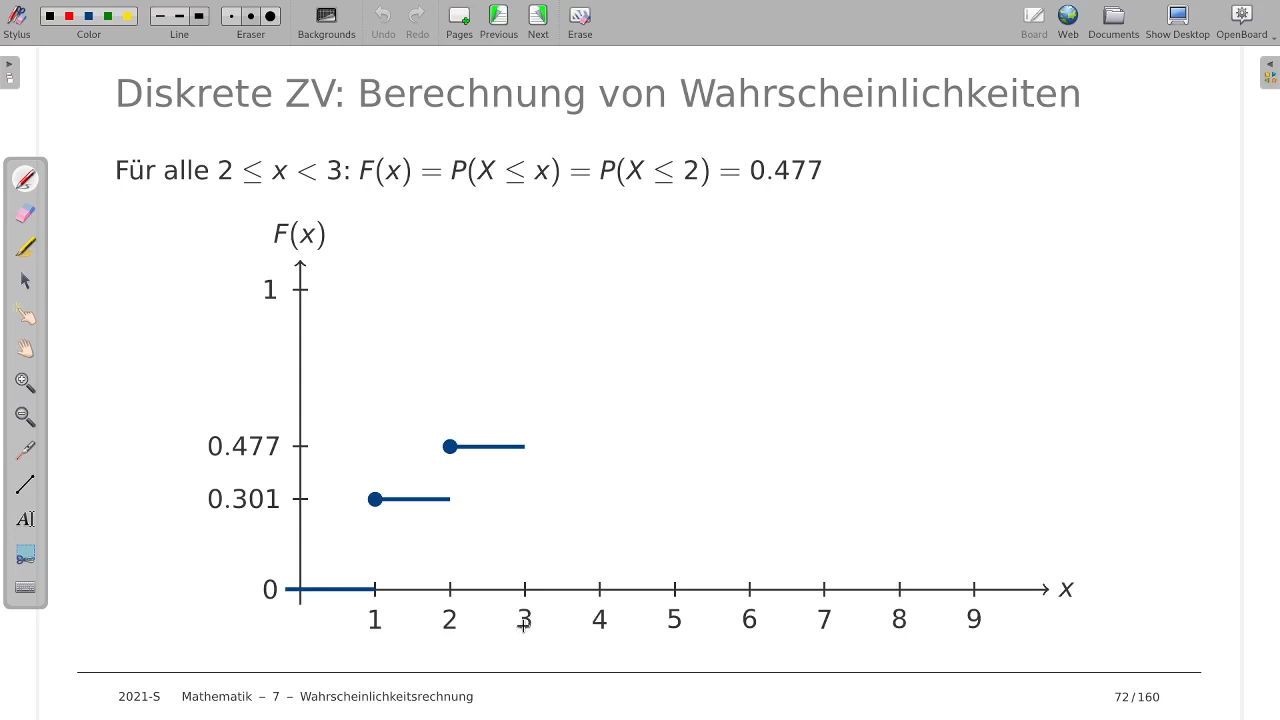 Stylus Color Line Eraser Backgrounds Undo Redo Pages Previous Next Erase Board Web Documents Show Desktop OpenBoard
Diskrete ZV: Berechnung von Wahrscheinlichkeiten
Für alle 2 ≤ x < 3: F(x) = P(X ≤ x) = P(X ≤ 2) = 0.477
F(x)
1
0.477
0.301
0
x
1 2 3 4 5 6 7 8 9
2021-S Mathematik – 7 – Wahrscheinlichkeitsrechnung 72/160
AI